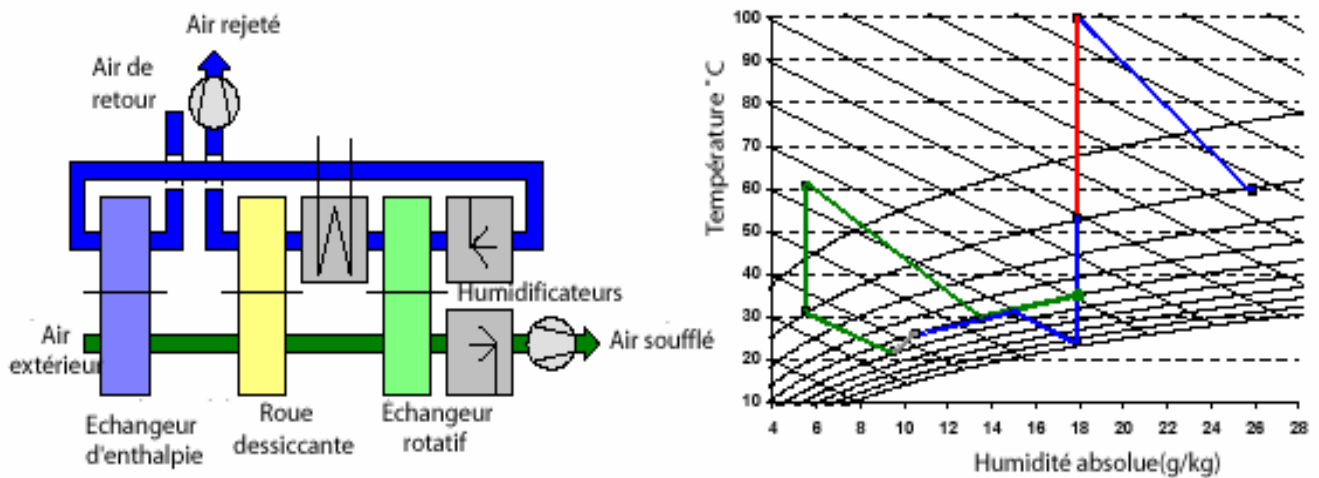 Air rejeté
Air de
retour
Humidificateurs
Air
extérieur
Air soufflé
Echangeur
d'enthalpie
Roue
dessiccante
Échangeur
rotatif
Température °C
100
90
80
70
60
50
40
30
20
10
4 6 8 10 12 14 16 18 20 22 24 26 28
Humidité absolue(g/kg)